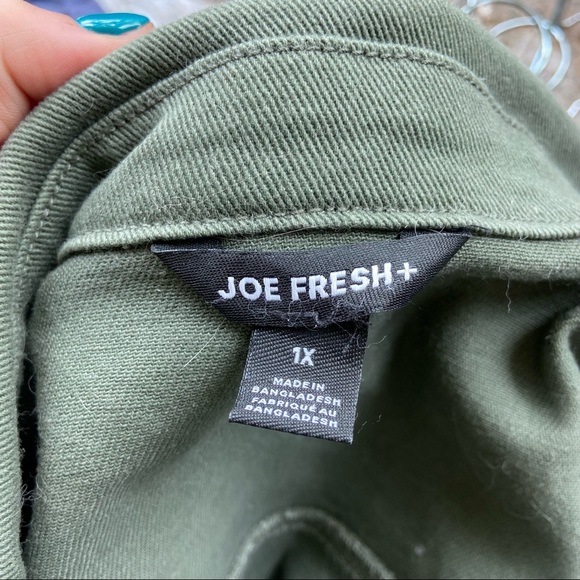 JOE FRESH+
1X
MADE IN
BANGLADESH
FABRIQUÉ AU
BANGLADESH